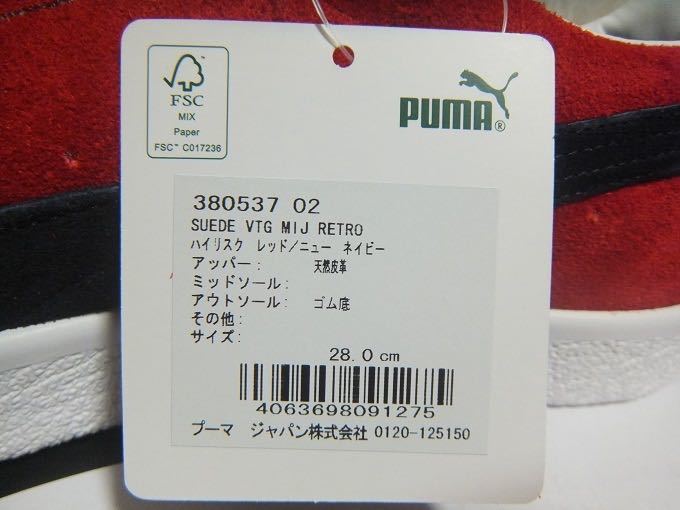 FSC
MIX
Paper
FSC™ C017236
PUMA®
380537 02
SUEDE VTG MIJ RETRO
ハイリスク レッド/ニュー ネイビー
アッパー: 天然皮革
ミッドソール:
アウトソール: ゴム底
その他:
サイズ:
28.0 cm
4063698091275
プーマ ジャパン株式会社 0120-125150